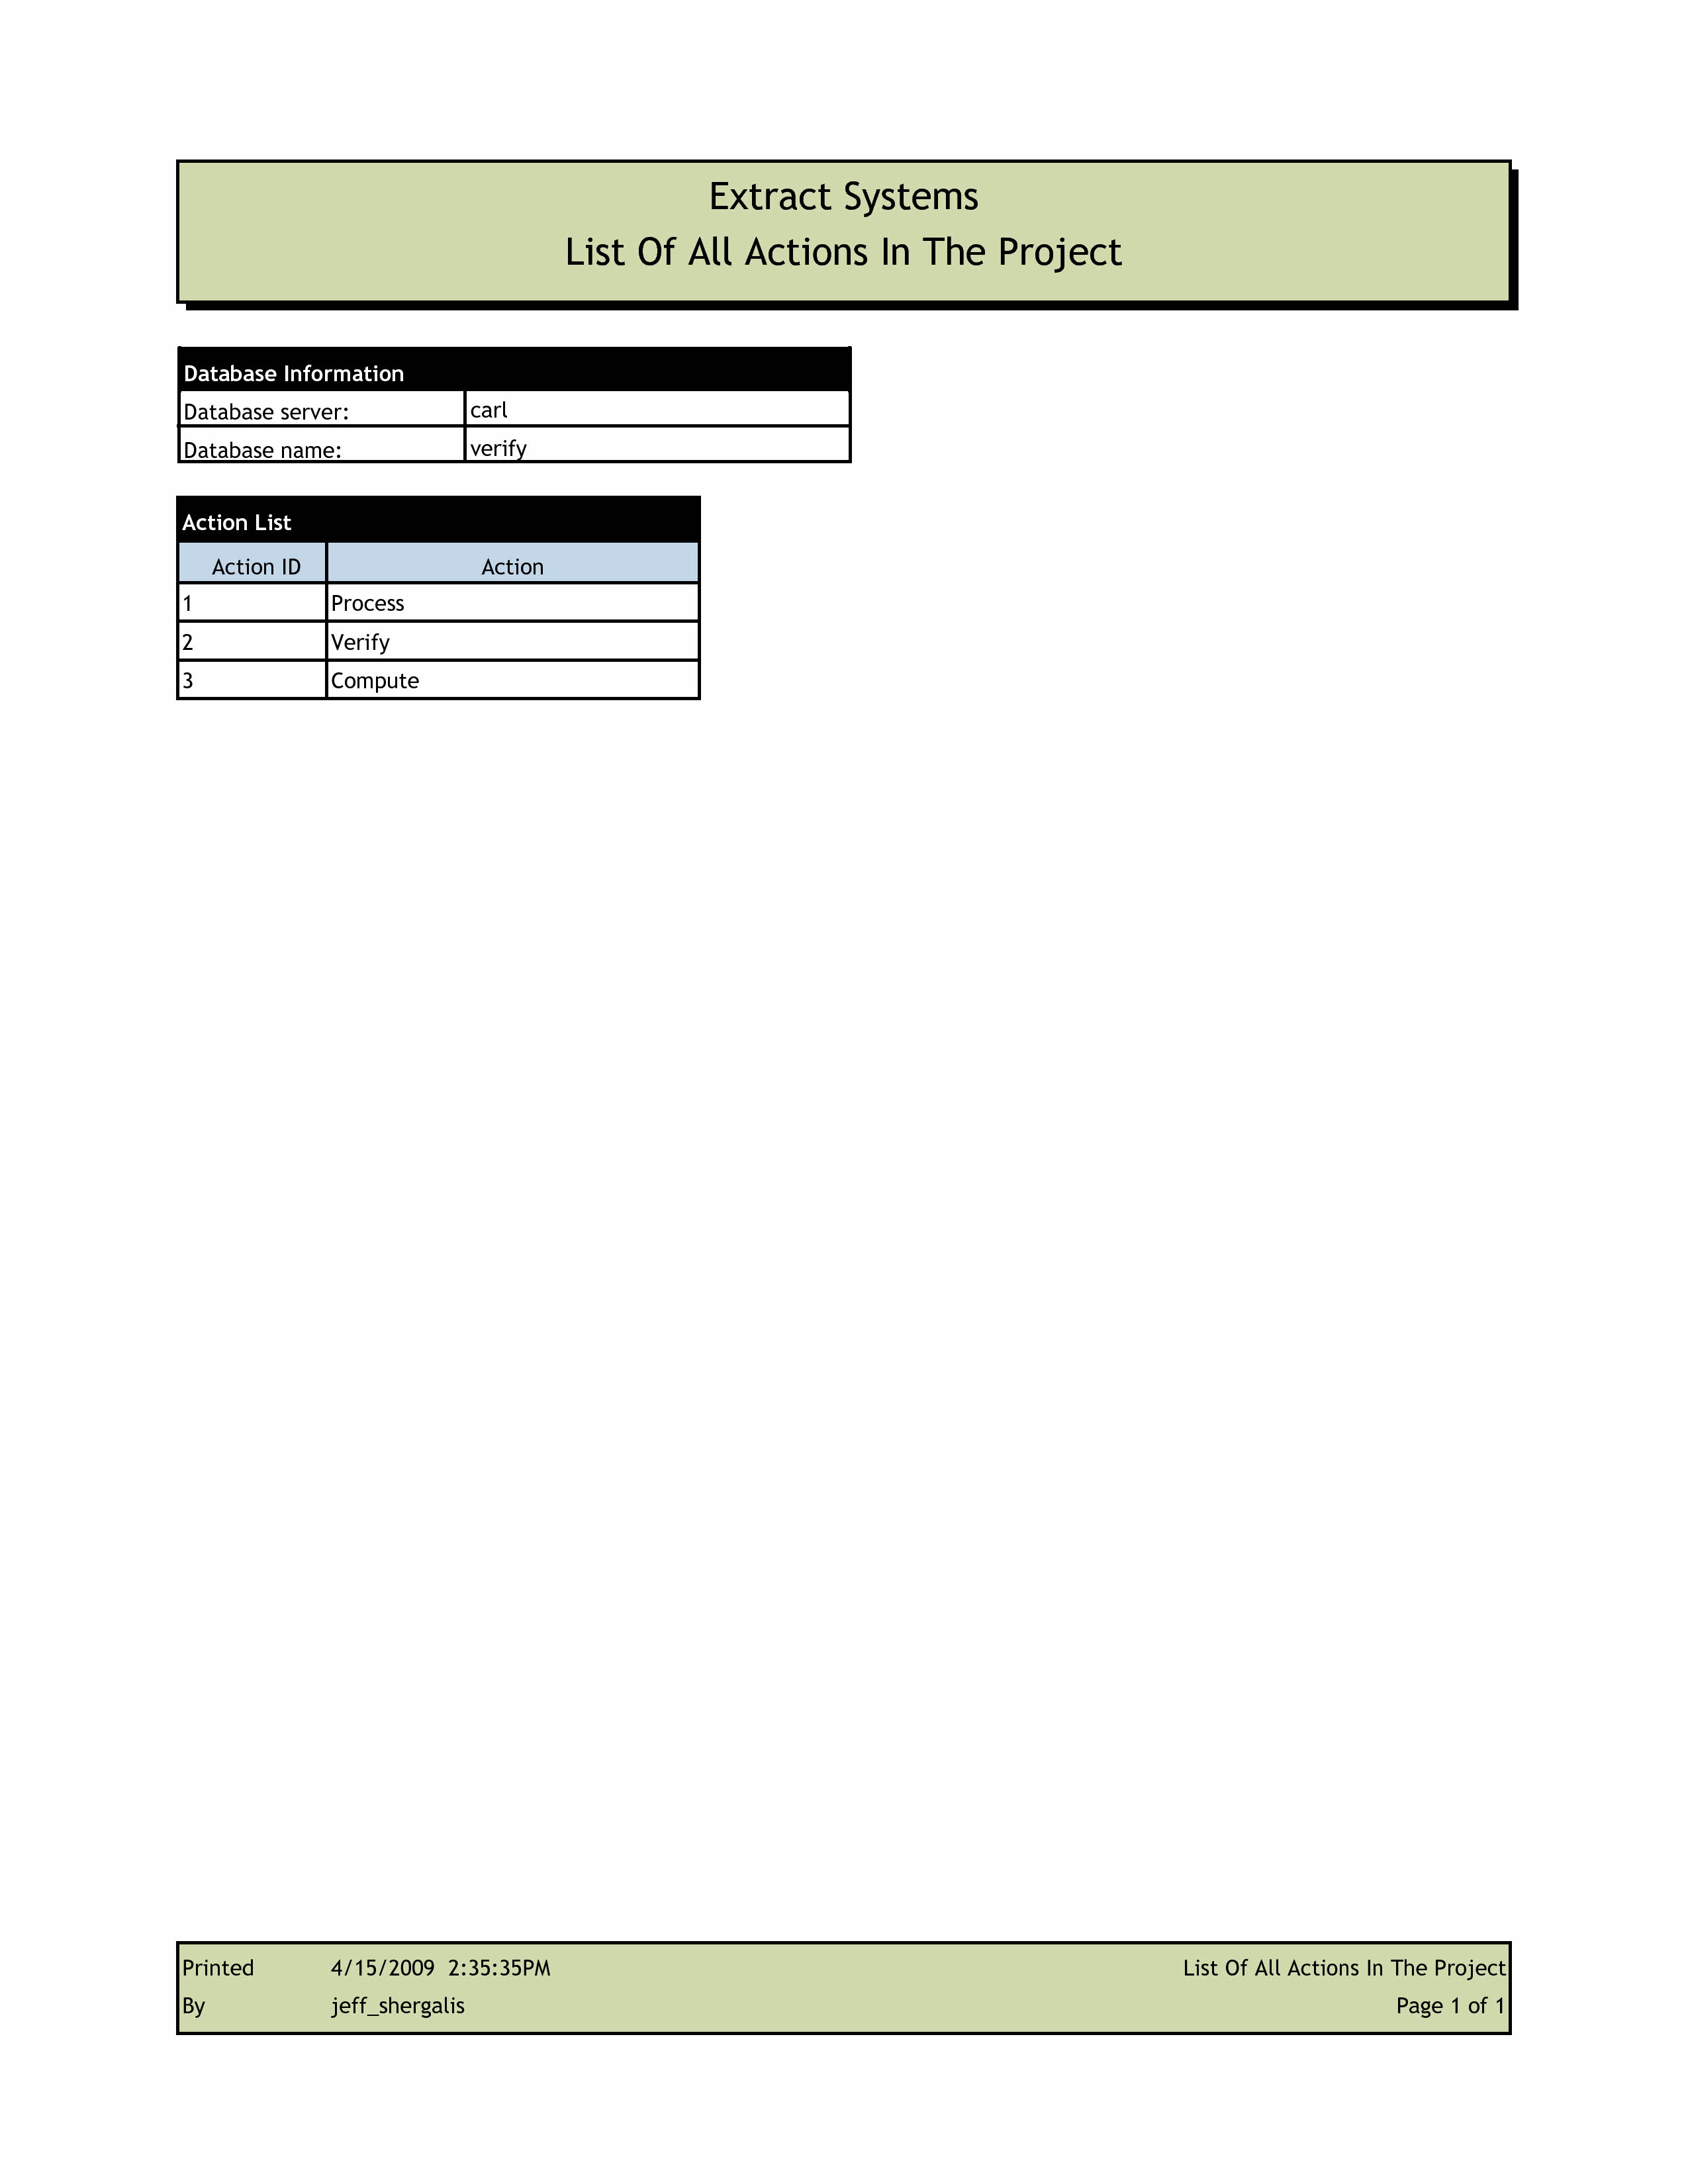 Extract Systems
List Of All Actions In The Project
Database Information
Database server: carl
Database name: verify
Action List
Action ID Action
1 Process
2 Verify
3 Compute
Printed 4/15/2009 2:35:35PM List Of All Actions In The Project
By jeff_shergalis Page 1 of 1